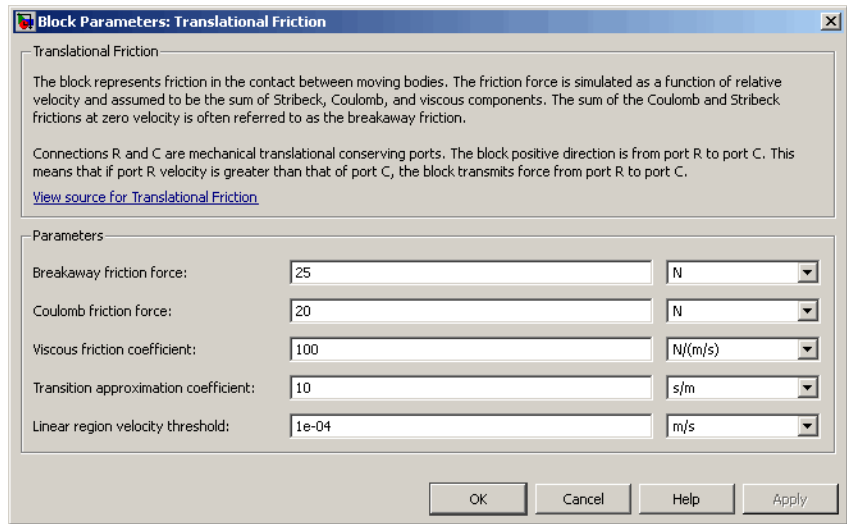 Block Parameters: Translational Friction
Translational Friction
The block represents friction in the contact between moving bodies. The friction force is simulated as a function of relative
velocity and assumed to be the sum of Stribeck, Coulomb, and viscous components. The sum of the Coulomb and Stribeck
frictions at zero velocity is often referred to as the breakaway friction.
Connections R and C are mechanical translational conserving ports. The block positive direction is from port R to port C. This
means that if port R velocity is greater than that of port C, the block transmits force from port R to port C.
View source for Translational Friction
Parameters
Breakaway friction force: 25 N
Coulomb friction force: 20 N
Viscous friction coefficient: 100 N/(m/s)
Transition approximation coefficient: 10 s/m
Linear region velocity threshold: 1e-04 m/s
OK Cancel Help Apply